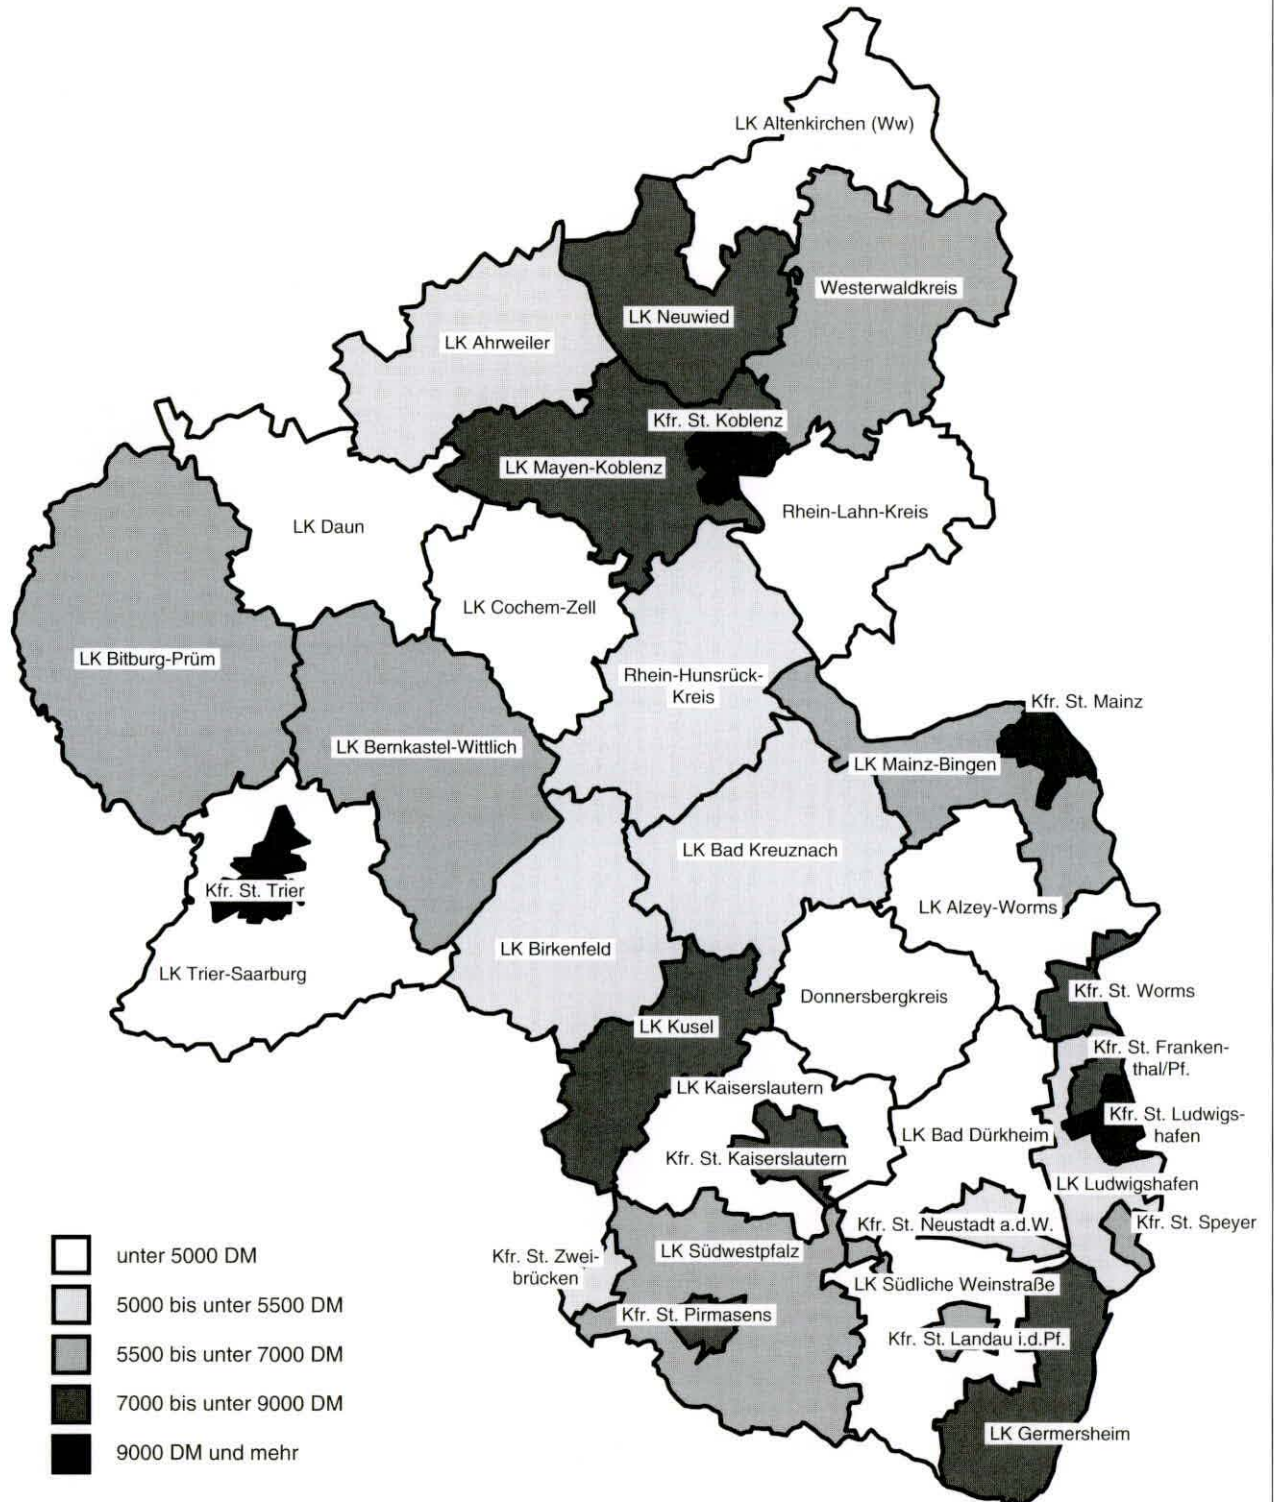 LK Altenkirchen (Ww)
Westerwaldkreis
LK Neuwied
LK Ahrweiler
Kfr. St. Koblenz
LK Mayen-Koblenz
Rhein-Lahn-Kreis
LK Daun
LK Cochem-Zell
LK Bitburg-Prüm
Rhein-Hunsrück-
Kreis
Kfr. St. Mainz
LK Bernkastel-Wittlich
LK Mainz-Bingen
LK Bad Kreuznach
Kfr. St. Trier
LK Alzey-Worms
LK Birkenfeld
LK Trier-Saarburg
Donnersbergkreis
Kfr. St. Worms
LK Kusel
Kfr. St. Franken-
thal/Pf.
LK Kaiserslautern
Kfr. St. Ludwigs-
hafen
LK Bad Dürkheim
Kfr. St. Kaiserslautern
LK Ludwigshafen
Kfr. St. Neustadt a.d.W.
Kfr. St. Speyer
LK Südwestpfalz
Kfr. St. Zwei-
brücken
LK Südliche Weinstraße
Kfr. St. Pirmasens
Kfr. St. Landau i.d.Pf.
LK Germersheim
unter 5000 DM
5000 bis unter 5500 DM
5500 bis unter 7000 DM
7000 bis unter 9000 DM
9000 DM und mehr